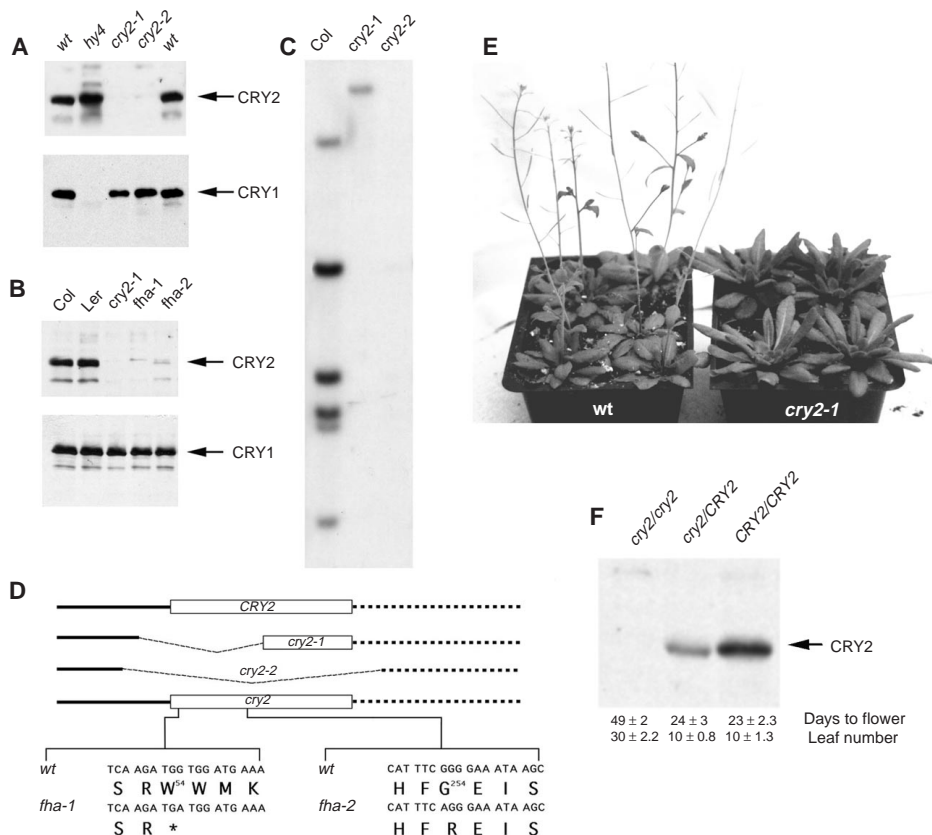 A
wt hy4 cry2-1 cry2-2 wt
CRY2
CRY1
B
Col Ler cry2-1 fha-1 fha-2
CRY2
CRY1
C
Col cry2-1 cry2-2
D
CRY2
cry2-1
cry2-2
cry2
wt TCA AGA TGG TGG ATG AAA
S R W54 W M K
fha-1 TCA AGA TGA TGG ATG AAA
S R *
wt CAT TTC GGG GAA ATA AGC
H F G254 E I S
fha-2 CAT TTC AGG GAA ATA AGC
H F R E I S
E
wt cry2-1
F
cry2/cry2 cry2/CRY2 CRY2/CRY2
CRY2
49 ± 2 24 ± 3 23 ± 2.3 Days to flower
30 ± 2.2 10 ± 0.8 10 ± 1.3 Leaf number